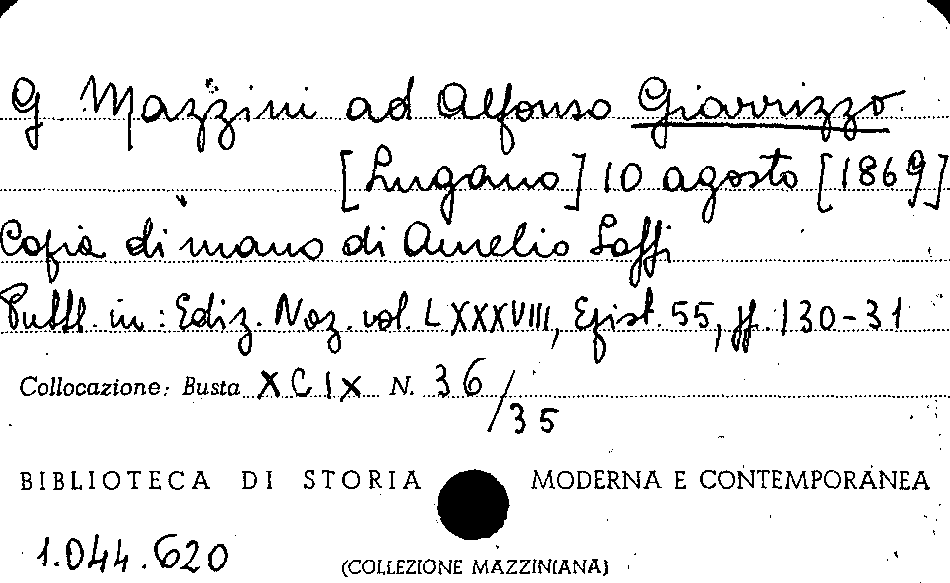 G Mazzini ad Alfonso Giarrizzo
[Lugano] 10 agosto [1869]
Copia di mano di Aurelio Saffi
Pubbl. in: Ediz. Naz. vol. LXXXVIII, Epist. 55, pp. 130-31
Collocazione: Busta XCIX N. 36/35
BIBLIOTECA DI STORIA MODERNA E CONTEMPORANEA
1.044.620
(COLLEZIONE MAZZINIANA)